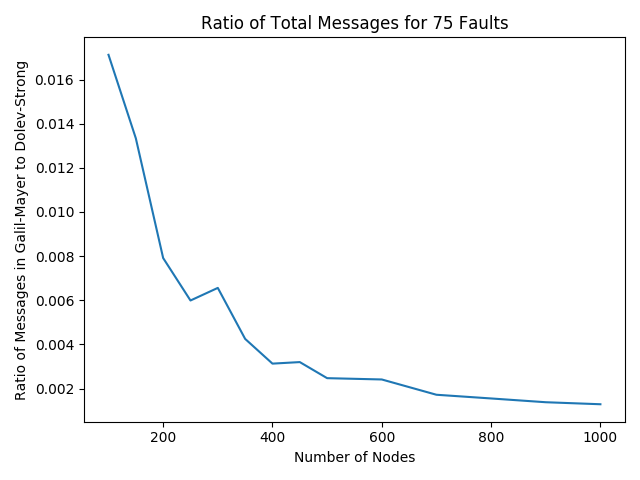 Ratio of Total Messages for 75 Faults
Ratio of Messages in Galil-Mayer to Dolev-Strong
0.016
0.014
0.012
0.010
0.008
0.006
0.004
0.002
200 400 600 800 1000
Number of Nodes